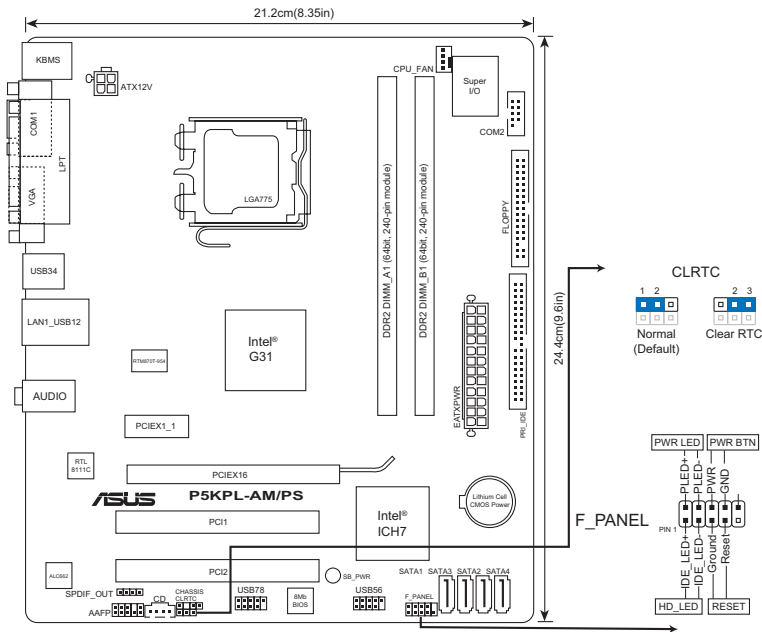 21.2cm(8.35in)
KBMS
ATX12V
CPU_FAN
Super
I/O
COM2
COM1
LPT
VGA
LGA775
DDR2 DIMM_A1 (64bit, 240-pin module)
DDR2 DIMM_B1 (64bit, 240-pin module)
FLOPPY
24.4cm(9.6in)
CLRTC
1 2
2 3
Normal
(Default)
Clear RTC
USB34
LAN1_USB12
Intel®
G31
RTM870T-954
EATXPWR
PRI_IDE
AUDIO
PCIEX1_1
RTL
8111C
PCIEX16
ASUS
P5KPL-AM/PS
Lithium Cell
CMOS Power
Intel®
ICH7
PCI1
PCI2
ALC662
SB_PWR
SPDIF_OUT
AAFP
CD
CHASSIS
CLRTC
USB78
8Mb
BIOS
USB56
F_PANEL
SATA1
SATA3
SATA2
SATA4
F_PANEL
PWR LED
PWR BTN
PLED+
PLED-
PWR
GND
PIN 1
IDE_LED+
IDE_LED-
Ground
Reset
HD_LED
RESET